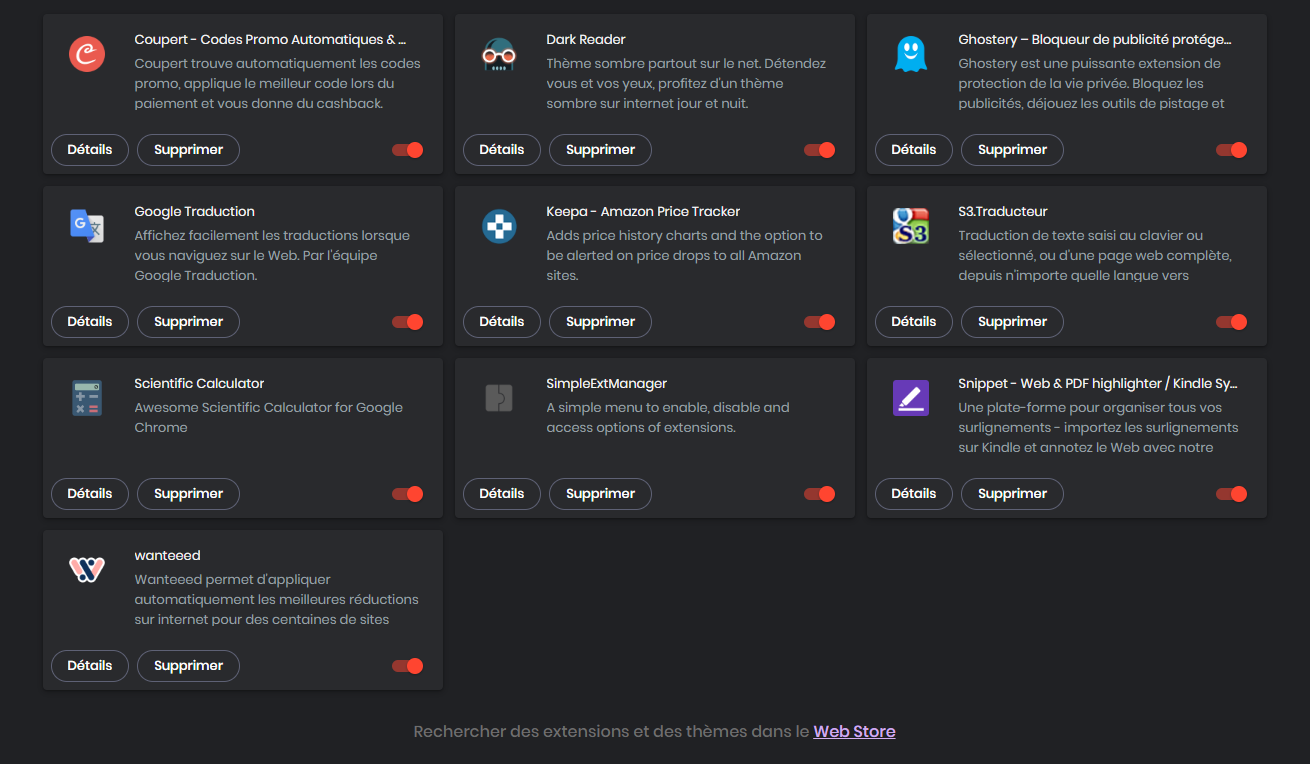 Coupert - Codes Promo Automatiques & ...
Coupert trouve automatiquement les codes
promo, applique le meilleur code lors du
paiement et vous donne du cashback.
Détails
Supprimer
Dark Reader
Thème sombre partout sur le net. Détendez
vous et vos yeux, profitez d'un thème
sombre sur internet jour et nuit.
Détails
Supprimer
Ghostery – Bloqueur de publicité protége...
Ghostery est une puissante extension de
protection de la vie privée. Bloquez les
publicités, déjouez les outils de pistage et
Détails
Supprimer
Google Traduction
Affichez facilement les traductions lorsque
vous naviguez sur le Web. Par l'équipe
Google Traduction.
Détails
Supprimer
Keepa - Amazon Price Tracker
Adds price history charts and the option to
be alerted on price drops to all Amazon
sites.
Détails
Supprimer
S3
S3.Traducteur
Traduction de texte saisi au clavier ou
sélectionné, ou d'une page web complète,
depuis n'importe quelle langue vers
Détails
Supprimer
Scientific Calculator
Awesome Scientific Calculator for Google
Chrome
Détails
Supprimer
SimpleExtManager
A simple menu to enable, disable and
access options of extensions.
Détails
Supprimer
Snippet - Web & PDF highlighter / Kindle Sy...
Une plate-forme pour organiser tous vos
surlignements - importez les surlignements
sur Kindle et annotez le Web avec notre
Détails
Supprimer
wanteeed
Wanteeed permet d'appliquer
automatiquement les meilleures réductions
sur internet pour des centaines de sites
Détails
Supprimer
Rechercher des extensions et des thèmes dans le Web Store